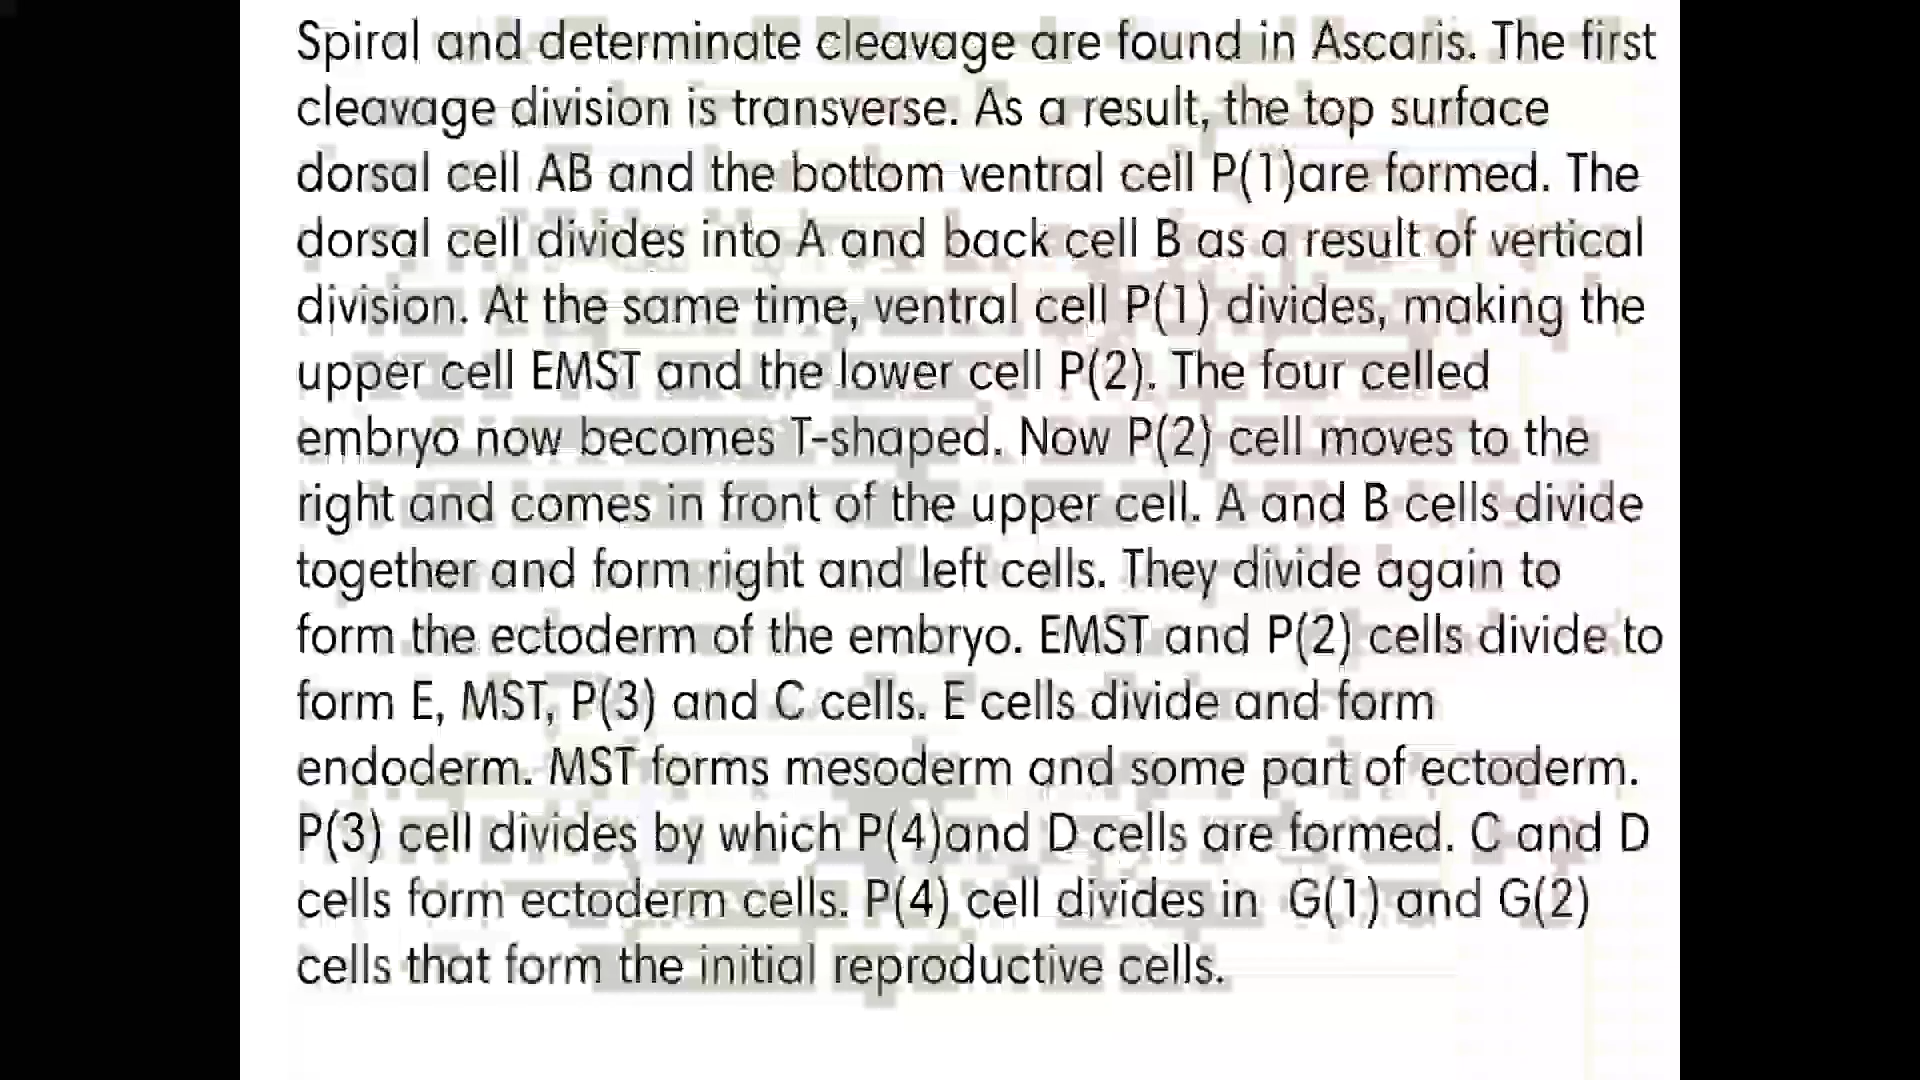 Spiral and determinate cleavage are found in Ascaris. The first
cleavage division is transverse. As a result, the top surface
dorsal cell AB and the bottom ventral cell P(1)are formed. The
dorsal cell divides into A and back cell B as a result of vertical
division. At the same time, ventral cell P(1) divides, making the
upper cell EMST and the lower cell P(2). The four celled
embryo now becomes T-shaped. Now P(2) cell moves to the
right and comes in front of the upper cell. A and B cells divide
together and form right and left cells. They divide again to
form the ectoderm of the embryo. EMST and P(2) cells divide to
form E, MST, P(3) and C cells. E cells divide and form
endoderm. MST forms mesoderm and some part of ectoderm.
P(3) cell divides by which P(4)and D cells are formed. C and D
cells form ectoderm cells. P(4) cell divides in  G(1) and G(2)
cells that form the initial reproductive cells.